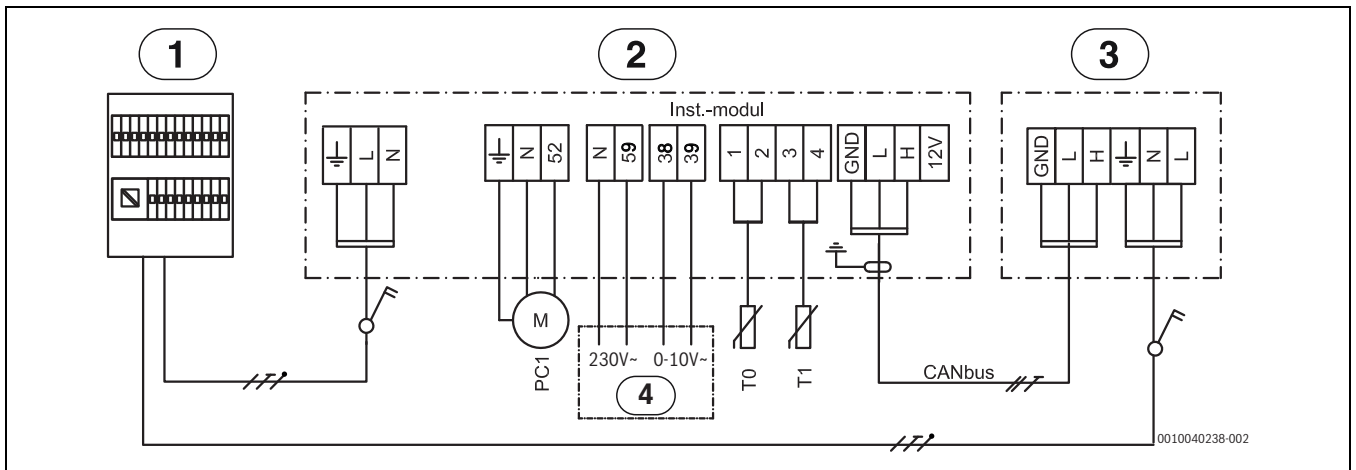 1
2
3
Inst.-modul
L
N
N
52
N
59
38
39
1
2
3
4
GND
L
H
12V
GND
L
H
N
L
M
PC1
230V~
0-10V~
4
T0
T1
CANbus
0010040238-002